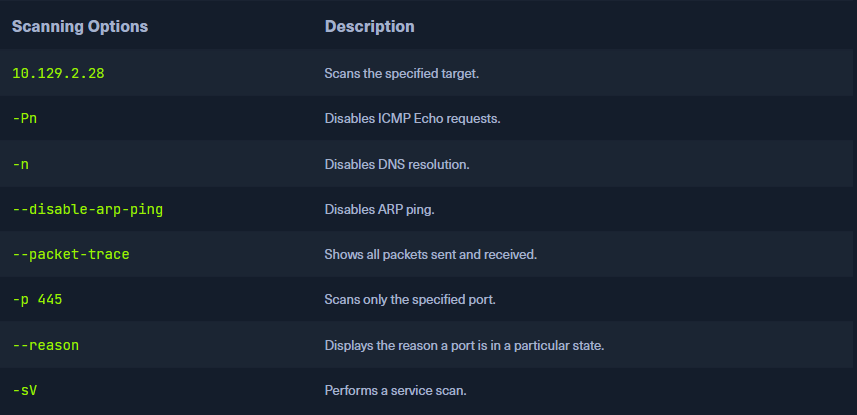 Scanning Options Description
10.129.2.28 Scans the specified target.
-Pn Disables ICMP Echo requests.
-n Disables DNS resolution.
--disable-arp-ping Disables ARP ping.
--packet-trace Shows all packets sent and received.
-p 445 Scans only the specified port.
--reason Displays the reason a port is in a particular state.
-sV Performs a service scan.